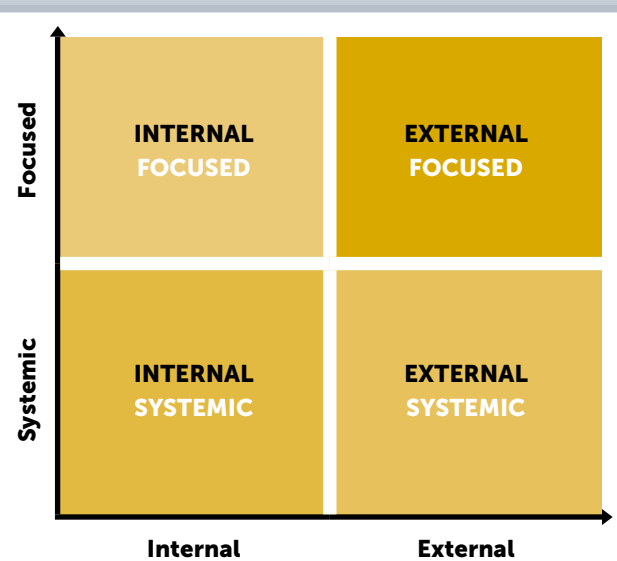 Focused
INTERNAL
FOCUSED
EXTERNAL
FOCUSED
Systemic
INTERNAL
SYSTEMIC
EXTERNAL
SYSTEMIC
Internal
External